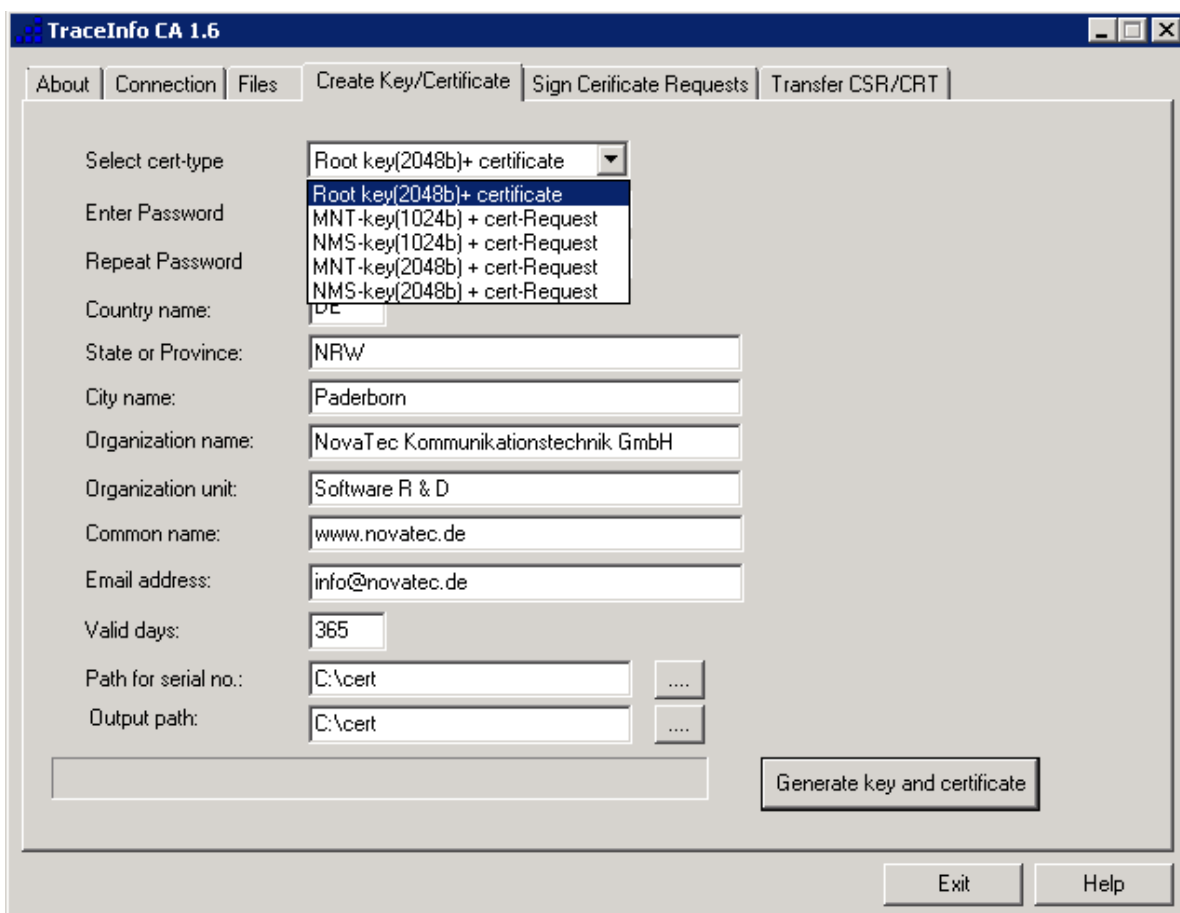 TraceInfo CA 1.6
About Connection Files Create Key/Certificate Sign Cerificate Requests Transfer CSR/CRT
Select cert-type Root key(2048b)+ certificate
Root key(2048b)+ certificate
Enter Password MNT-key(1024b) + cert-Request
NMS-key(1024b) + cert-Request
Repeat Password MNT-key(2048b) + cert-Request
NMS-key(2048b) + cert-Request
Country name: DE
State or Province: NRW
City name: Paderborn
Organization name: NovaTec Kommunikationstechnik GmbH
Organization unit: Software R & D
Common name: www.novatec.de
Email address: info@novatec.de
Valid days: 365
Path for serial no.: C:\cert ....
Output path: C:\cert ....
Generate key and certificate
Exit Help